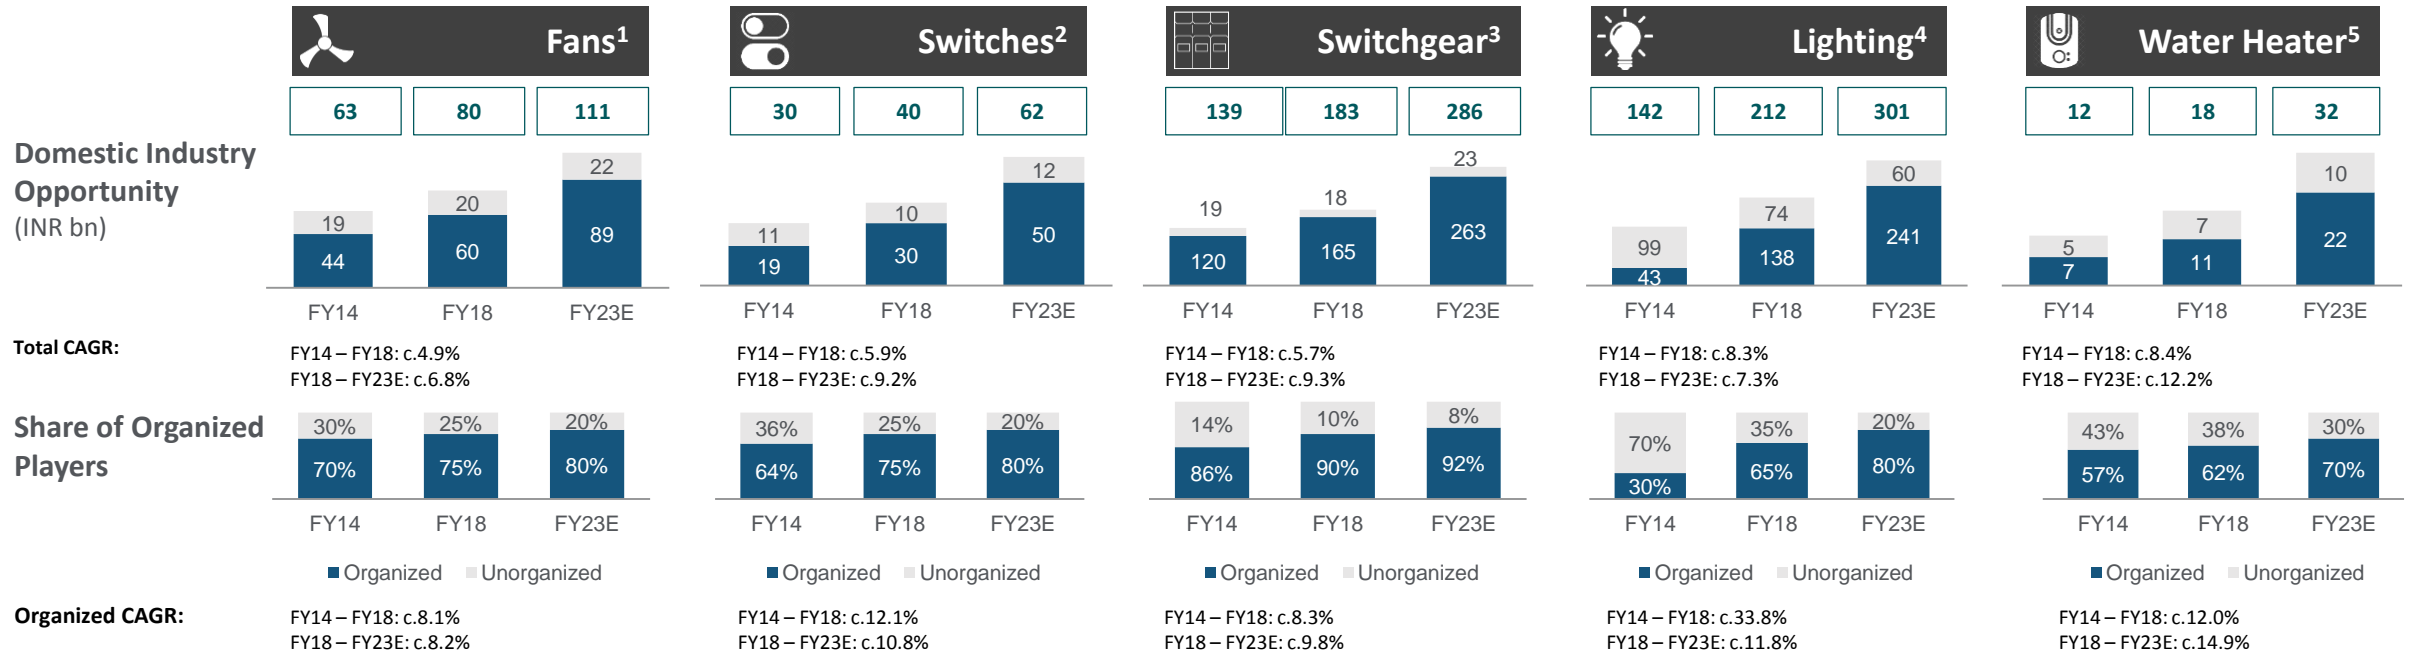 Fans1
Switches2
Switchgear3
Lighting4
Water Heater5
63 80 111
30 40 62
139 183 286
142 212 301
12 18 32
Domestic Industry
Opportunity
(INR bn)
19 20 22
44 60 89
FY14 FY18 FY23E
11 10 12
19 30 50
FY14 FY18 FY23E
19 18 23
120 165 263
FY14 FY18 FY23E
99 74 60
43 138 241
FY14 FY18 FY23E
5 7 10
7 11 22
FY14 FY18 FY23E
Total CAGR:
FY14 – FY18: c.4.9%
FY18 – FY23E: c.6.8%
FY14 – FY18: c.5.9%
FY18 – FY23E: c.9.2%
FY14 – FY18: c.5.7%
FY18 – FY23E: c.9.3%
FY14 – FY18: c.8.3%
FY18 – FY23E: c.7.3%
FY14 – FY18: c.8.4%
FY18 – FY23E: c.12.2%
Share of Organized
Players
30% 25% 20%
70% 75% 80%
FY14 FY18 FY23E
Organized Unorganized
36% 25% 20%
64% 75% 80%
FY14 FY18 FY23E
Organized Unorganized
14% 10% 8%
86% 90% 92%
FY14 FY18 FY23E
Organized Unorganized
70% 35% 20%
30% 65% 80%
FY14 FY18 FY23E
Organized Unorganized
43% 38% 30%
57% 62% 70%
FY14 FY18 FY23E
Organized Unorganized
Organized CAGR:
FY14 – FY18: c.8.1%
FY18 – FY23E: c.8.2%
FY14 – FY18: c.12.1%
FY18 – FY23E: c.10.8%
FY14 – FY18: c.8.3%
FY18 – FY23E: c.9.8%
FY14 – FY18: c.33.8%
FY18 – FY23E: c.11.8%
FY14 – FY18: c.12.0%
FY18 – FY23E: c.14.9%